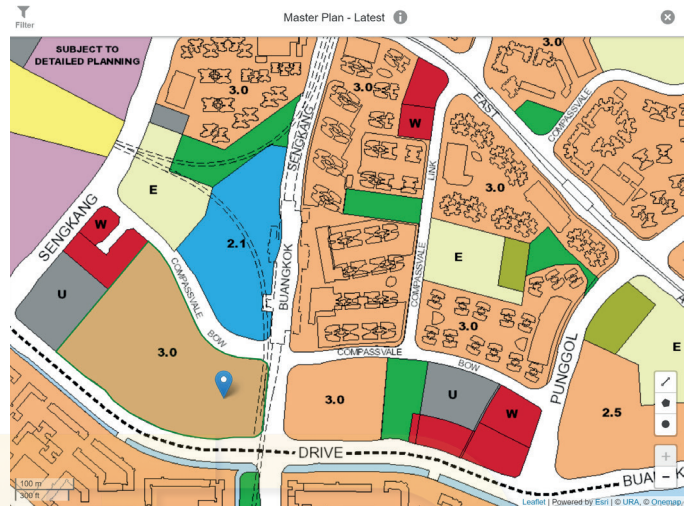 Filter
Master Plan - Latest
i
SUBJECT TO
DETAILED PLANNING
3.0
3.0
3.0
W
EAST
COMPASSVALE
SENGKANG
LINK
3.0
E
W
2.1
SENGKANG
BUANGKOK
COMPASSVALE
E
E
U
COMPASSVALE
BOW
3.0
3.0
COMPASSVALE
BOW
PUNGGOL
3.0
U
W
2.5
DRIVE
BUANGK
100 m
300 ft
+
−
Leaflet | Powered by Esri | © URA, © Onemap